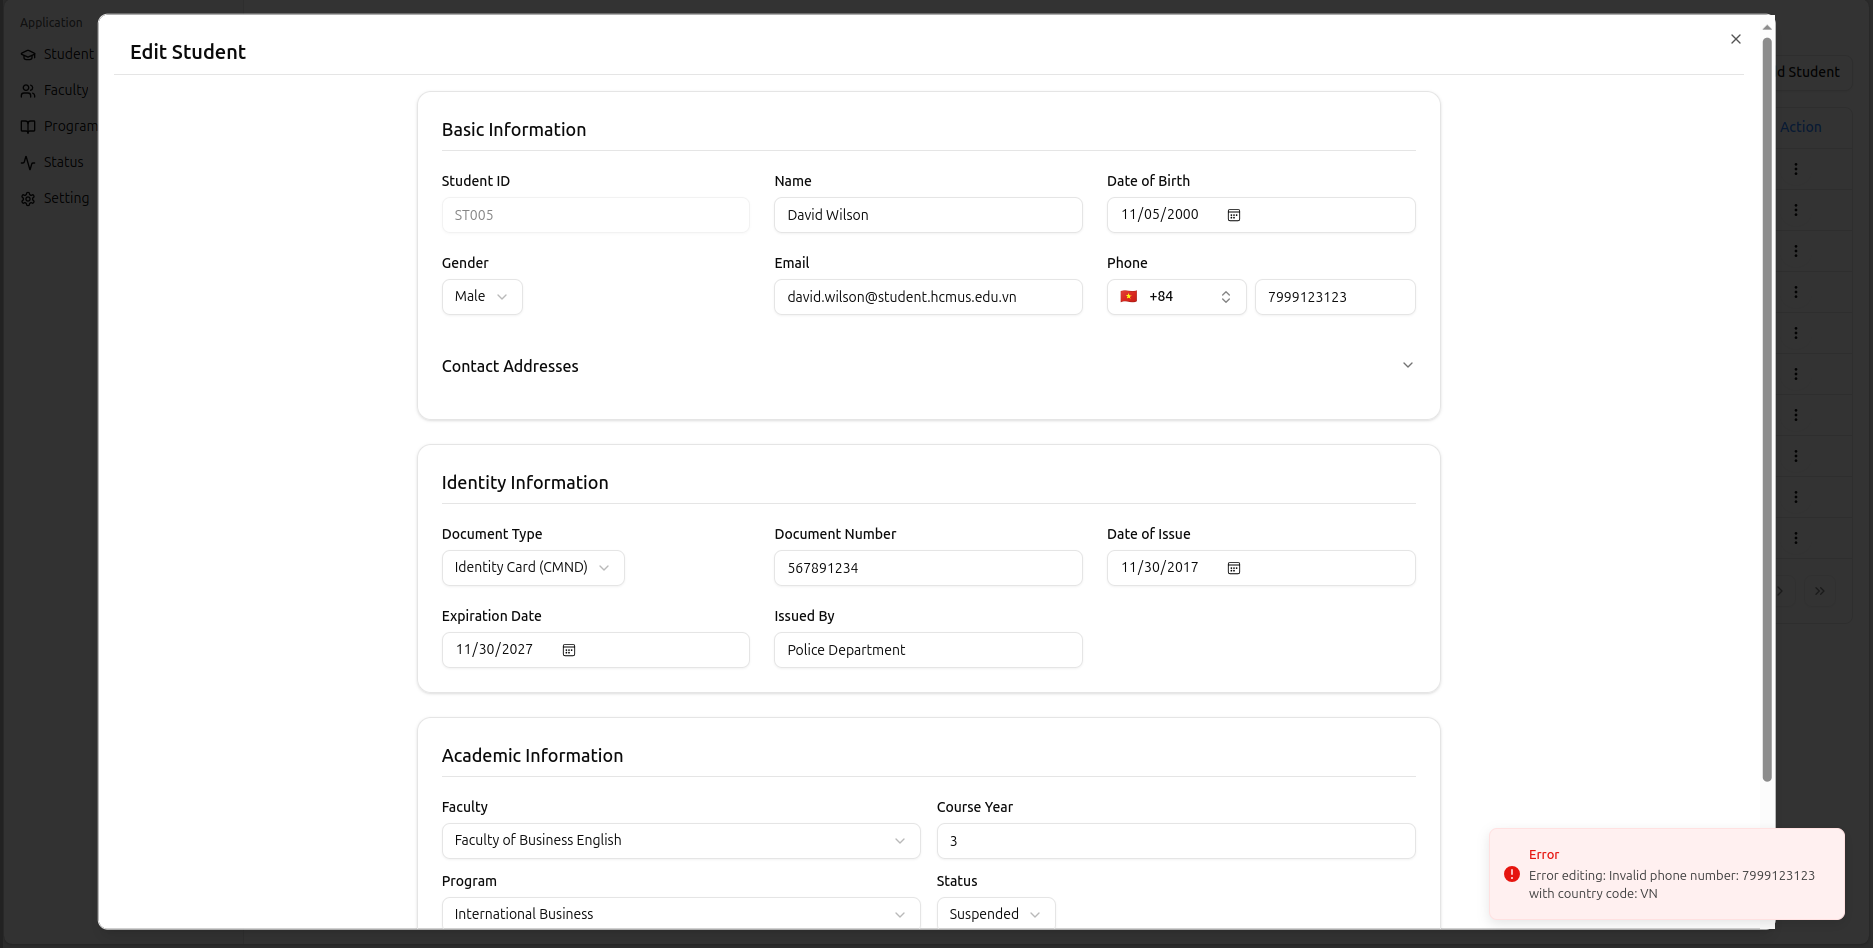 Application
Student
Faculty
Program
Status
Setting
Edit Student
d Student
Action
Basic Information
Student ID
Name
Date of Birth
ST005
David Wilson
11/05/2000
Gender
Email
Phone
Male
david.wilson@student.hcmus.edu.vn
+84
7999123123
Contact Addresses
Identity Information
Document Type
Document Number
Date of Issue
Identity Card (CMND)
567891234
11/30/2017
Expiration Date
Issued By
11/30/2027
Police Department
Academic Information
Faculty
Course Year
Faculty of Business English
3
Program
Status
International Business
Suspended
Error
Error editing: Invalid phone number: 7999123123
with country code: VN